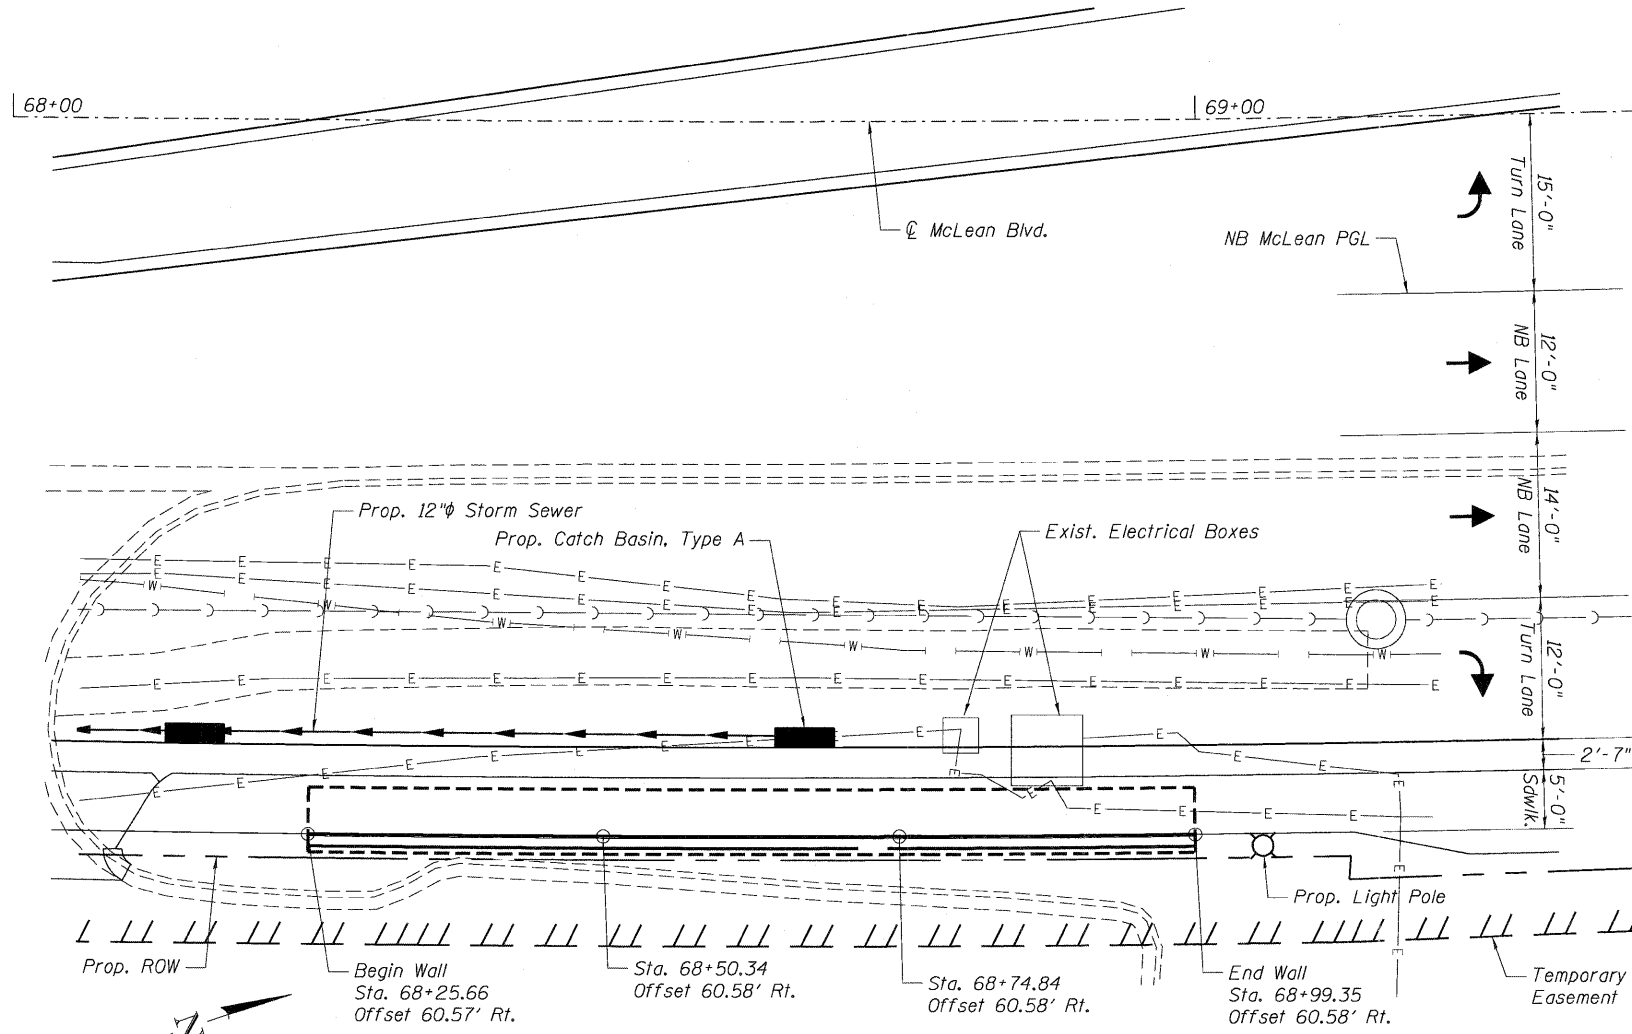 68+00
69+00
15'-0"
Turn Lane
℄ McLean Blvd.
NB McLean PGL
12'-0"
NB Lane
14'-0"
NB Lane
Prop. 12"ϕ Storm Sewer
Prop. Catch Basin, Type A
Exist. Electrical Boxes
12'-0"
Turn Lane
2'-7"
5'-0"
Sdwlk.
Prop. Light Pole
Prop. ROW
Begin Wall
Sta. 68+25.66
Offset 60.57' Rt.
Sta. 68+50.34
Offset 60.58' Rt.
Sta. 68+74.84
Offset 60.58' Rt.
End Wall
Sta. 68+99.35
Offset 60.58' Rt.
Temporary
Easement